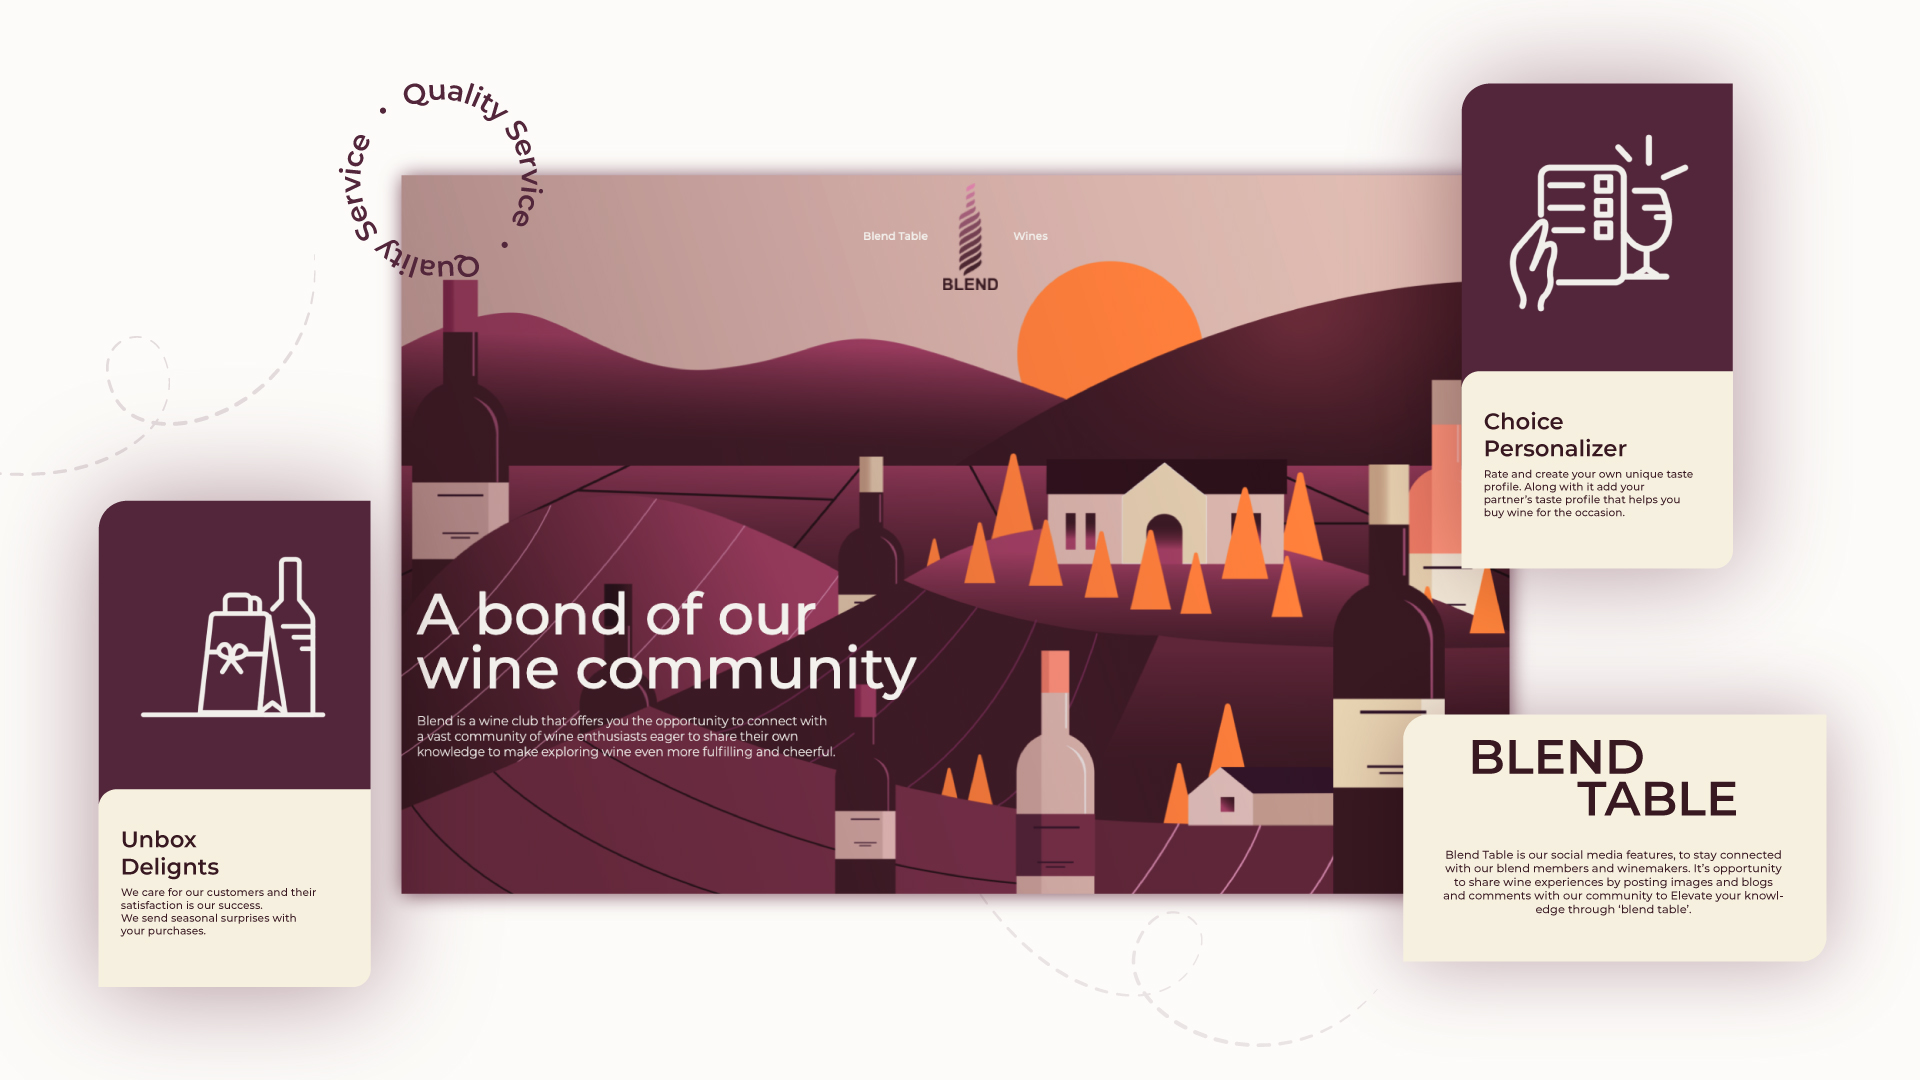 Quality Service • Quality Service •
Blend Table
Wines
BLEND
Choice
Personalizer
Rate and create your own unique taste
profile. Along with it add your
partner's taste profile that helps you
buy wine for the occasion.
A bond of our
wine community
Blend is a wine club that offers you the opportunity to connect with
a vast community of wine enthusiasts eager to share their own
knowledge to make exploring wine even more fulfilling and cheerful.
Unbox
Delignts
We care for our customers and their
satisfaction is our success.
We send seasonal surprises with
your purchases.
BLEND
TABLE
Blend Table is our social media features, to stay connected
with our blend members and winemakers. It's opportunity
to share wine experiences by posting images and blogs
and comments with our community to Elevate your knowl-
edge through 'blend table'.